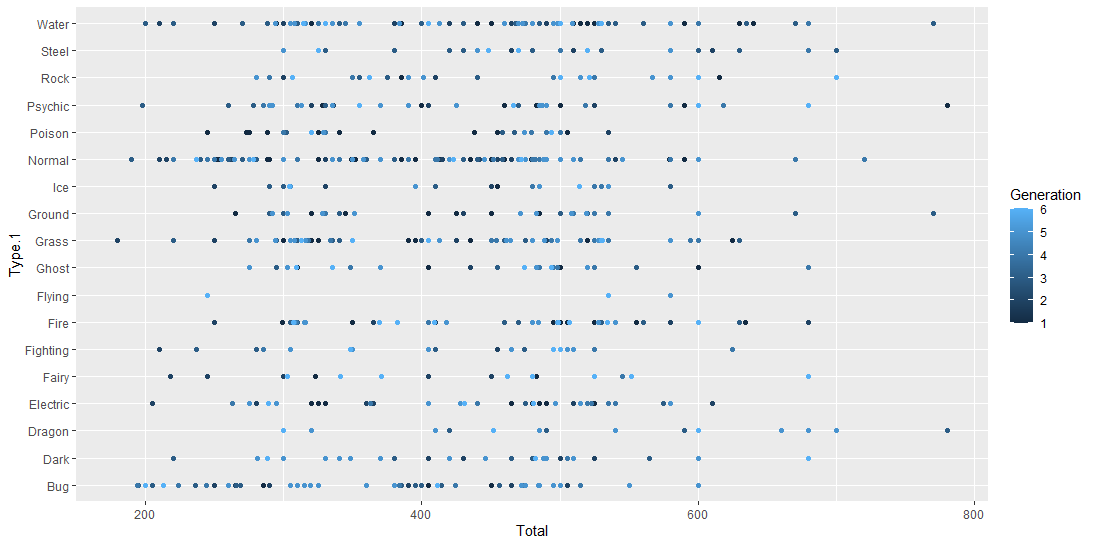 Type.1
Water
Steel
Rock
Psychic
Poison
Normal
Ice
Ground
Grass
Ghost
Flying
Fire
Fighting
Fairy
Electric
Dragon
Dark
Bug
200 400 600 800
Total
Generation
6
5
4
3
2
1